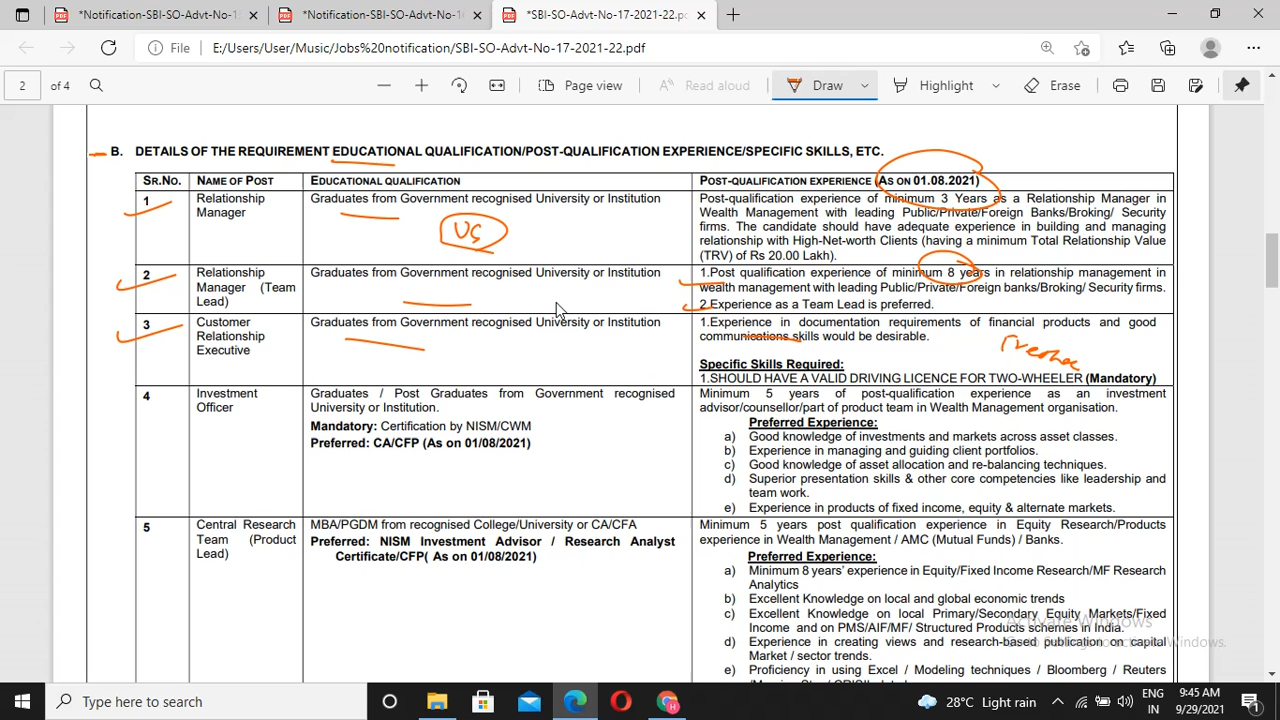 *Notification-SBI-SO-Advt-No-15
*Notification-SBI-SO-Advt-No-16
*SBI-SO-Advt-No-17-2021-22.pdf
File E:/Users/User/Music/Jobs%20notification/SBI-SO-Advt-No-17-2021-22.pdf
2 of 4 Page view Read aloud Draw Highlight Erase
B. DETAILS OF THE REQUIREMENT EDUCATIONAL QUALIFICATION/POST-QUALIFICATION EXPERIENCE/SPECIFIC SKILLS, ETC.
SR.NO. NAME OF POST EDUCATIONAL QUALIFICATION POST-QUALIFICATION EXPERIENCE (AS ON 01.08.2021)
1 Relationship Manager
Graduates from Government recognised University or Institution
UG
Post-qualification experience of minimum 3 Years as a Relationship Manager in
Wealth Management with leading Public/Private/Foreign Banks/Broking/ Security
firms. The candidate should have adequate experience in building and managing
relationship with High-Net-worth Clients (having a minimum Total Relationship Value
(TRV) of Rs 20.00 Lakh).
2 Relationship
Manager (Team
Lead)
Graduates from Government recognised University or Institution
1.Post qualification experience of minimum 8 years in relationship management in
wealth management with leading Public/Private/Foreign banks/Broking/ Security firms.
2.Experience as a Team Lead is preferred.
3 Customer
Relationship
Executive
Graduates from Government recognised University or Institution
1.Experience in documentation requirements of financial products and good
communications skills would be desirable.
Specific Skills Required:
1.SHOULD HAVE A VALID DRIVING LICENCE FOR TWO-WHEELER (Mandatory)
4 Investment
Officer
Graduates / Post Graduates from Government recognised
University or Institution.
Mandatory: Certification by NISM/CWM
Preferred: CA/CFP (As on 01/08/2021)
Minimum 5 years of post-qualification experience as an investment
advisor/counsellor/part of product team in Wealth Management organisation.
Preferred Experience:
a) Good knowledge of investments and markets across asset classes.
b) Experience in managing and guiding client portfolios.
c) Good knowledge of asset allocation and re-balancing techniques.
d) Superior presentation skills & other core competencies like leadership and
team work.
e) Experience in products of fixed income, equity & alternate markets.
5 Central Research
Team (Product
Lead)
MBA/PGDM from recognised College/University or CA/CFA
Preferred: NISM Investment Advisor / Research Analyst
Certificate/CFP( As on 01/08/2021)
Minimum 5 years post qualification experience in Equity Research/Products
experience in Wealth Management / AMC (Mutual Funds) / Banks.
Preferred Experience:
a) Minimum 8 years' experience in Equity/Fixed Income Research/MF Research
Analytics
b) Excellent Knowledge on local and global economic trends
c) Excellent Knowledge on local Primary/Secondary Equity Markets/Fixed
Income and on PMS/AIF/MF/ Structured Products schemes in India.
d) Experience in creating views and research-based publication on capital
Market / sector trends.
e) Proficiency in using Excel / Modeling techniques / Bloomberg / Reuters
Activate Windows
Go to Settings to activate Windows.
Type here to search
28°C Light rain
ENG
IN
9:45 AM
9/29/2021